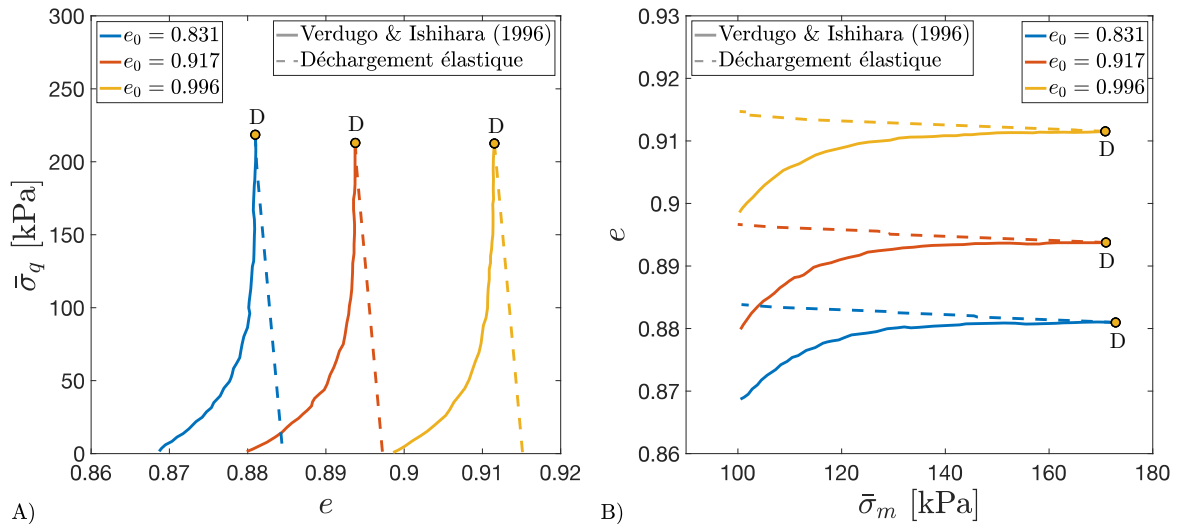 e₀ = 0.831
e₀ = 0.917
e₀ = 0.996
Verdugo & Ishihara (1996)
Déchargement élastique
D
D
D
300
250
200
150
100
50
0
σ̄_q [kPa]
0.86
0.87
0.88
0.89
0.9
0.91
0.92
e
A)
Verdugo & Ishihara (1996)
Déchargement élastique
e₀ = 0.831
e₀ = 0.917
e₀ = 0.996
D
D
D
0.93
0.92
0.91
0.9
0.89
0.88
0.87
0.86
e
100
120
140
160
180
σ̄_m [kPa]
B)